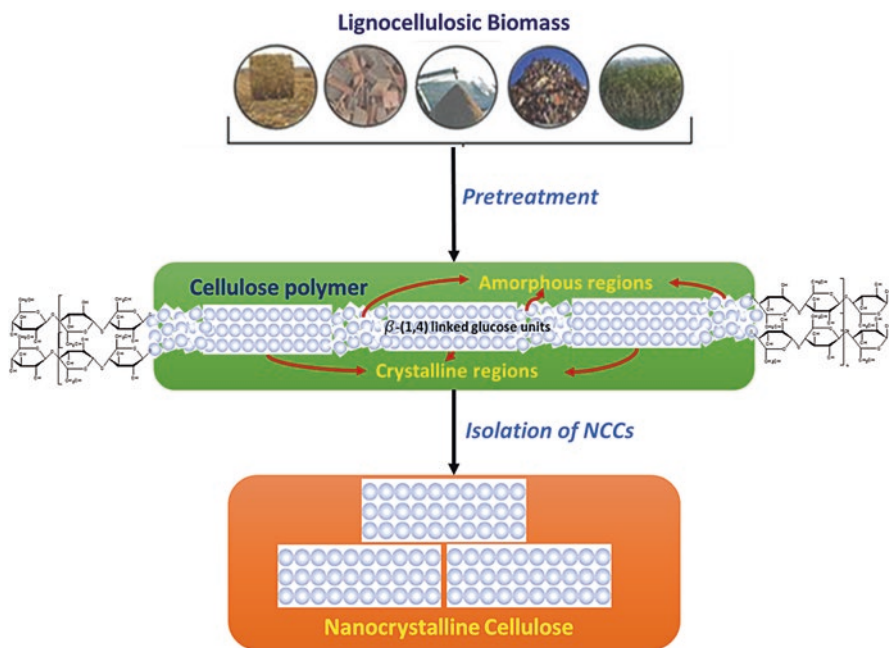 Lignocellulosic Biomass
Pretreatment
Cellulose polymer
Amorphous regions
β-(1,4) linked glucose units
Crystalline regions
Isolation of NCCs
Nanocrystalline Cellulose